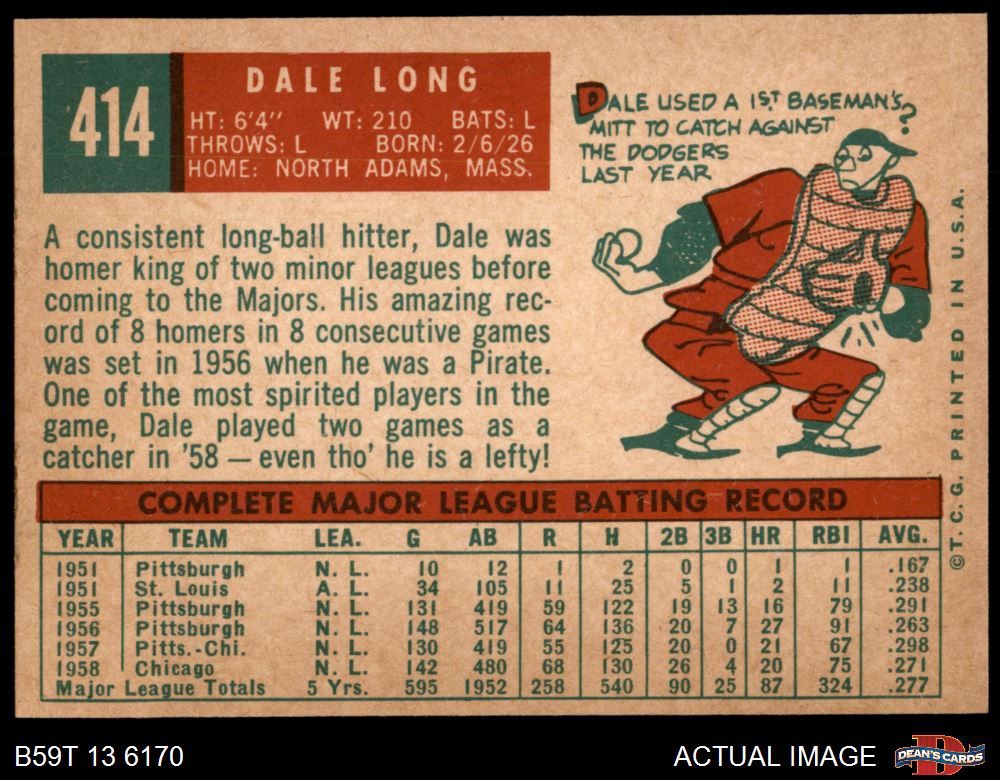 414
DALE LONG
HT: 6'4" WT: 210 BATS: L
THROWS: L BORN: 2/6/26
HOME: NORTH ADAMS, MASS.
DALE USED A 1ST BASEMAN'S
MITT TO CATCH AGAINST
THE DODGERS
LAST YEAR
?
A consistent long-ball hitter, Dale was
homer king of two minor leagues before
coming to the Majors. His amazing rec-
ord of 8 homers in 8 consecutive games
was set in 1956 when he was a Pirate.
One of the most spirited players in the
game, Dale played two games as a
catcher in '58 — even tho' he is a lefty!
COMPLETE MAJOR LEAGUE BATTING RECORD
YEAR TEAM LEA. G AB R H 2B 3B HR RBI AVG.
1951 Pittsburgh N. L. 10 12 1 2 0 0 1 1 .167
1951 St. Louis A. L. 34 105 11 25 5 1 2 11 .238
1955 Pittsburgh N. L. 131 419 59 122 19 13 16 79 .291
1956 Pittsburgh N. L. 148 517 64 136 20 7 27 91 .263
1957 Pitts.-Chi. N. L. 130 419 55 125 20 0 21 67 .298
1958 Chicago N. L. 142 480 68 130 26 4 20 75 .271
Major League Totals 5 Yrs. 595 1952 258 540 90 25 87 324 .277
©T. C. G. PRINTED IN U.S.A.
B59T 13 6170
ACTUAL IMAGE
D
DEAN'S CARDS